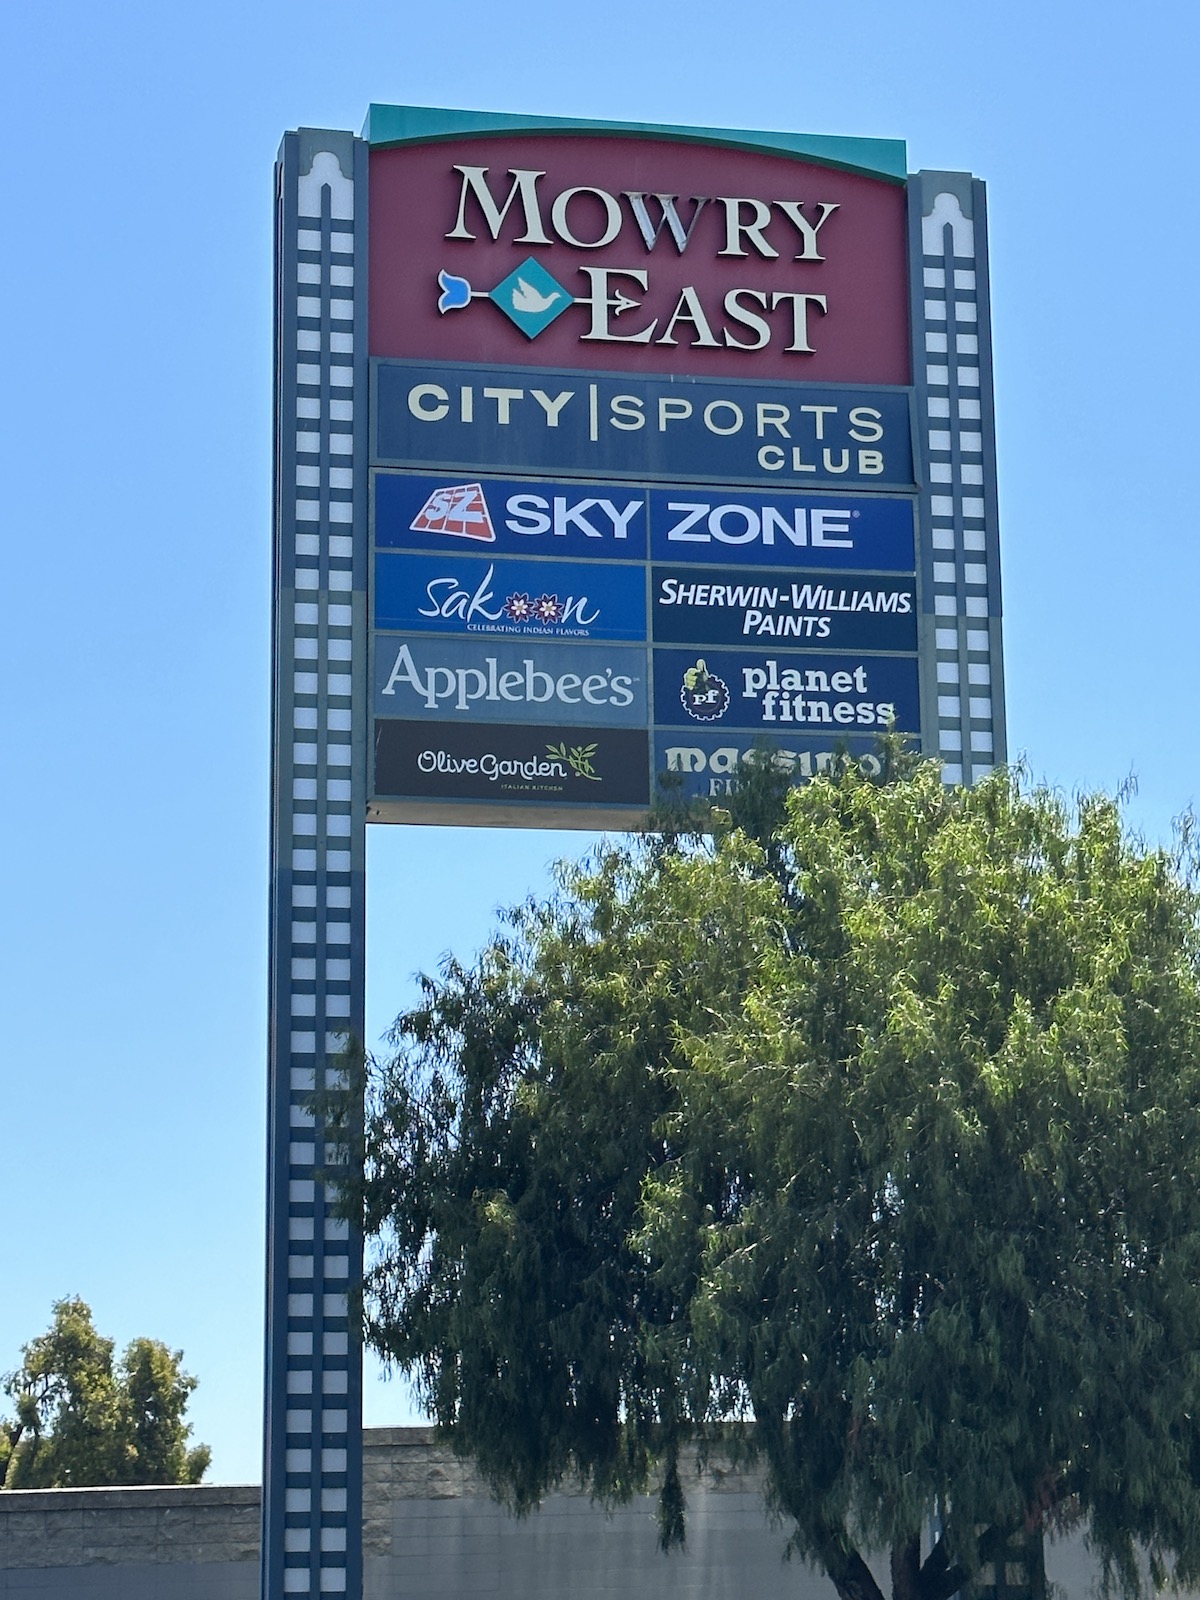 MOWRY
EAST
CITY | SPORTS
CLUB
SZ SKY ZONE®
Sakoon
CELEBRATING INDIAN FLAVORS
SHERWIN-WILLIAMS
PAINTS
Applebee's
pf planet
fitness
Olive Garden
ITALIAN KITCHEN
massimo